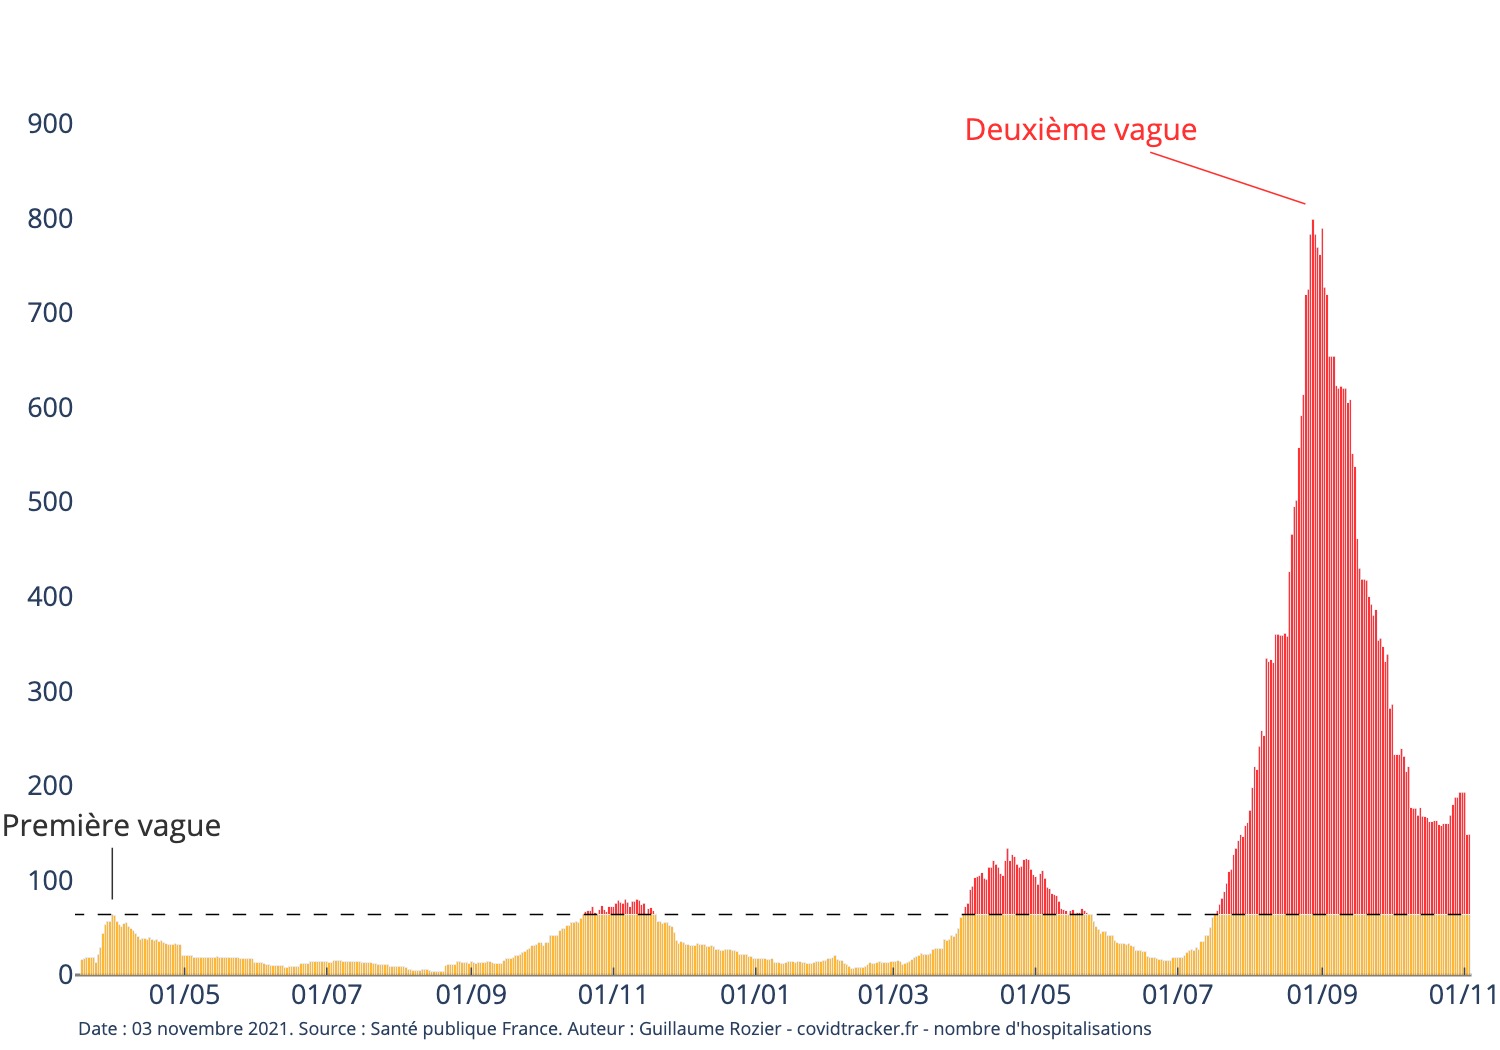 900
Deuxième vague
800
700
600
500
400
300
200
Première vague
100
0
01/05 01/07 01/09 01/11 01/01 01/03 01/05 01/07 01/09 01/11
Date : 03 novembre 2021. Source : Santé publique France. Auteur : Guillaume Rozier - covidtracker.fr - nombre d'hospitalisations